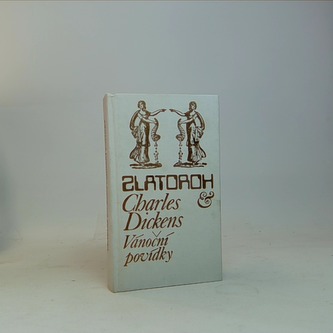 ZLATOROH
Charles &
Dickens
Vánoční
povídky